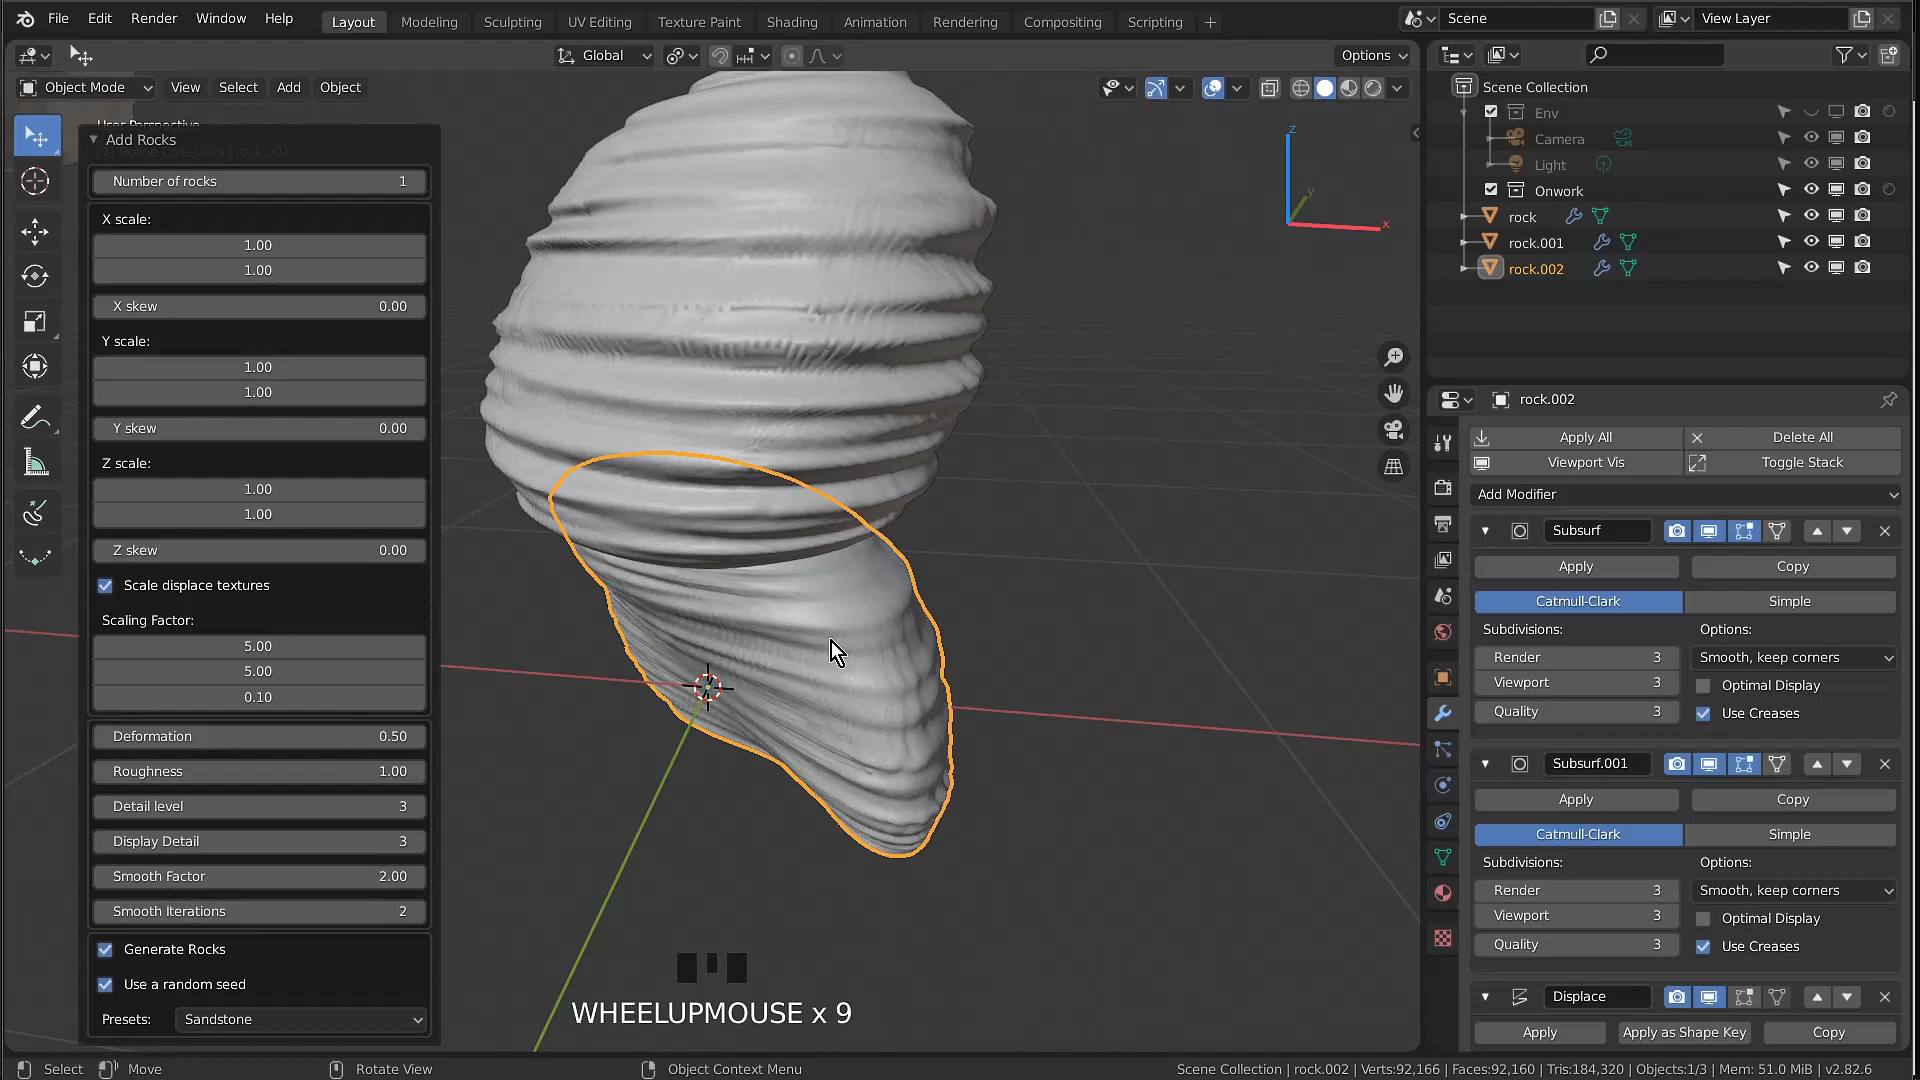 File Edit Render Window Help Layout Modeling Sculpting UV Editing Texture Paint Shading Animation Rendering Compositing Scripting + Scene View Layer
Global Options
Object Mode View Select Add Object
User Perspective
(1) Scene Collection | rock.002
Add Rocks
Number of rocks 1
X scale:
1.00
1.00
X skew 0.00
Y scale:
1.00
1.00
Y skew 0.00
Z scale:
1.00
1.00
Z skew 0.00
Scale displace textures
Scaling Factor:
5.00
5.00
0.10
Deformation 0.50
Roughness 1.00
Detail level 3
Display Detail 3
Smooth Factor 2.00
Smooth Iterations 2
Generate Rocks
Use a random seed
Presets: Sandstone
z
y
x
WHEELUPMOUSE x 9
Scene Collection
Env
Camera
Light
Onwork
rock
rock.001
rock.002
rock.002
Apply All Delete All
Viewport Vis Toggle Stack
Add Modifier
Subsurf
Apply Copy
Catmull-Clark Simple
Subdivisions: Options:
Render 3 Smooth, keep corners
Viewport 3 Optimal Display
Quality 3 Use Creases
Subsurf.001
Apply Copy
Catmull-Clark Simple
Subdivisions: Options:
Render 3 Smooth, keep corners
Viewport 3 Optimal Display
Quality 3 Use Creases
Displace
Apply Apply as Shape Key Copy
Select Move Rotate View Object Context Menu Scene Collection | rock.002 | Verts:92,166 | Faces:92,160 | Tris:184,320 | Objects:1/3 | Mem: 51.0 MiB | v2.82.6